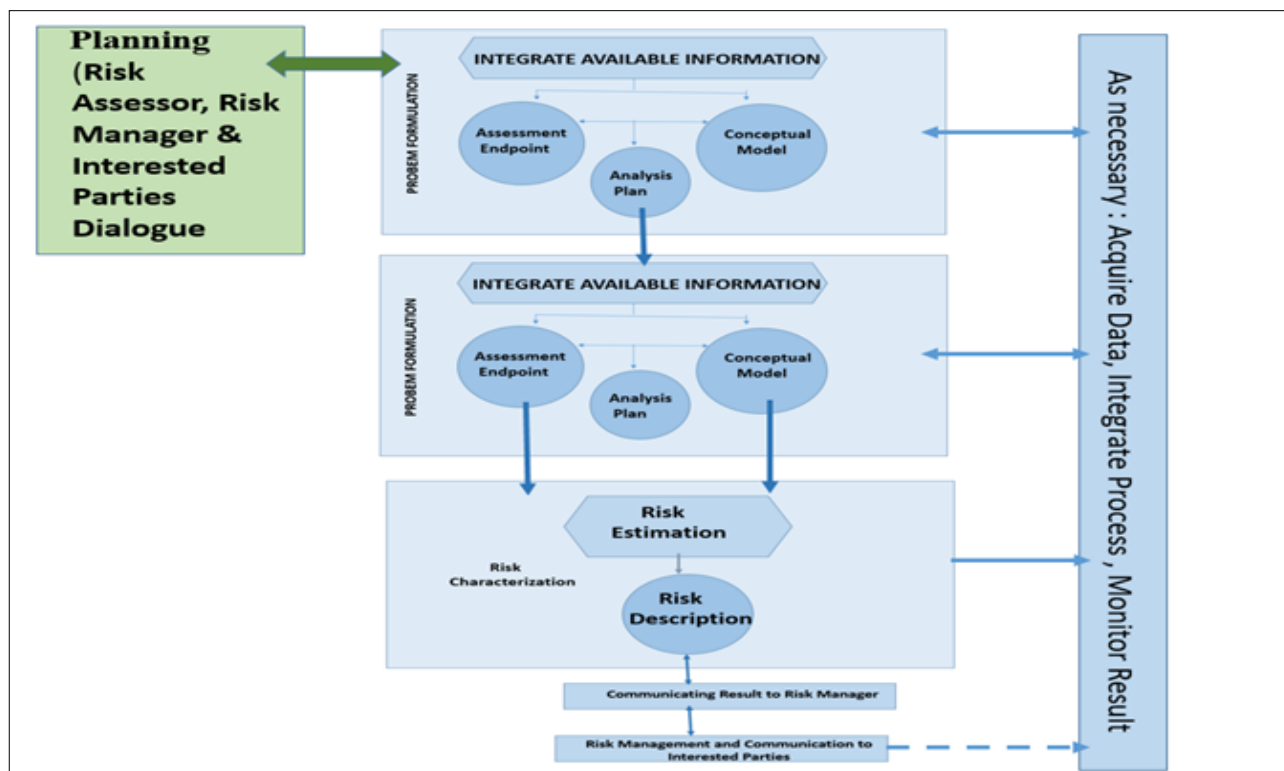 Planning
(Risk
Assessor, Risk
Manager &
Interested
Parties
Dialogue
PROBEM FORMULATION
INTEGRATE AVAILABLE INFORMATION
Assessment
Endpoint
Conceptual
Model
Analysis
Plan
PROBEM FORMULATION
INTEGRATE AVAILABLE INFORMATION
Assessment
Endpoint
Conceptual
Model
Analysis
Plan
Risk
Characterization
Risk
Estimation
Risk
Description
Communicating Result to Risk Manager
Risk Management and Communication to
Interested Parties
As necessary : Acquire Data, Integrate Process , Monitor Result